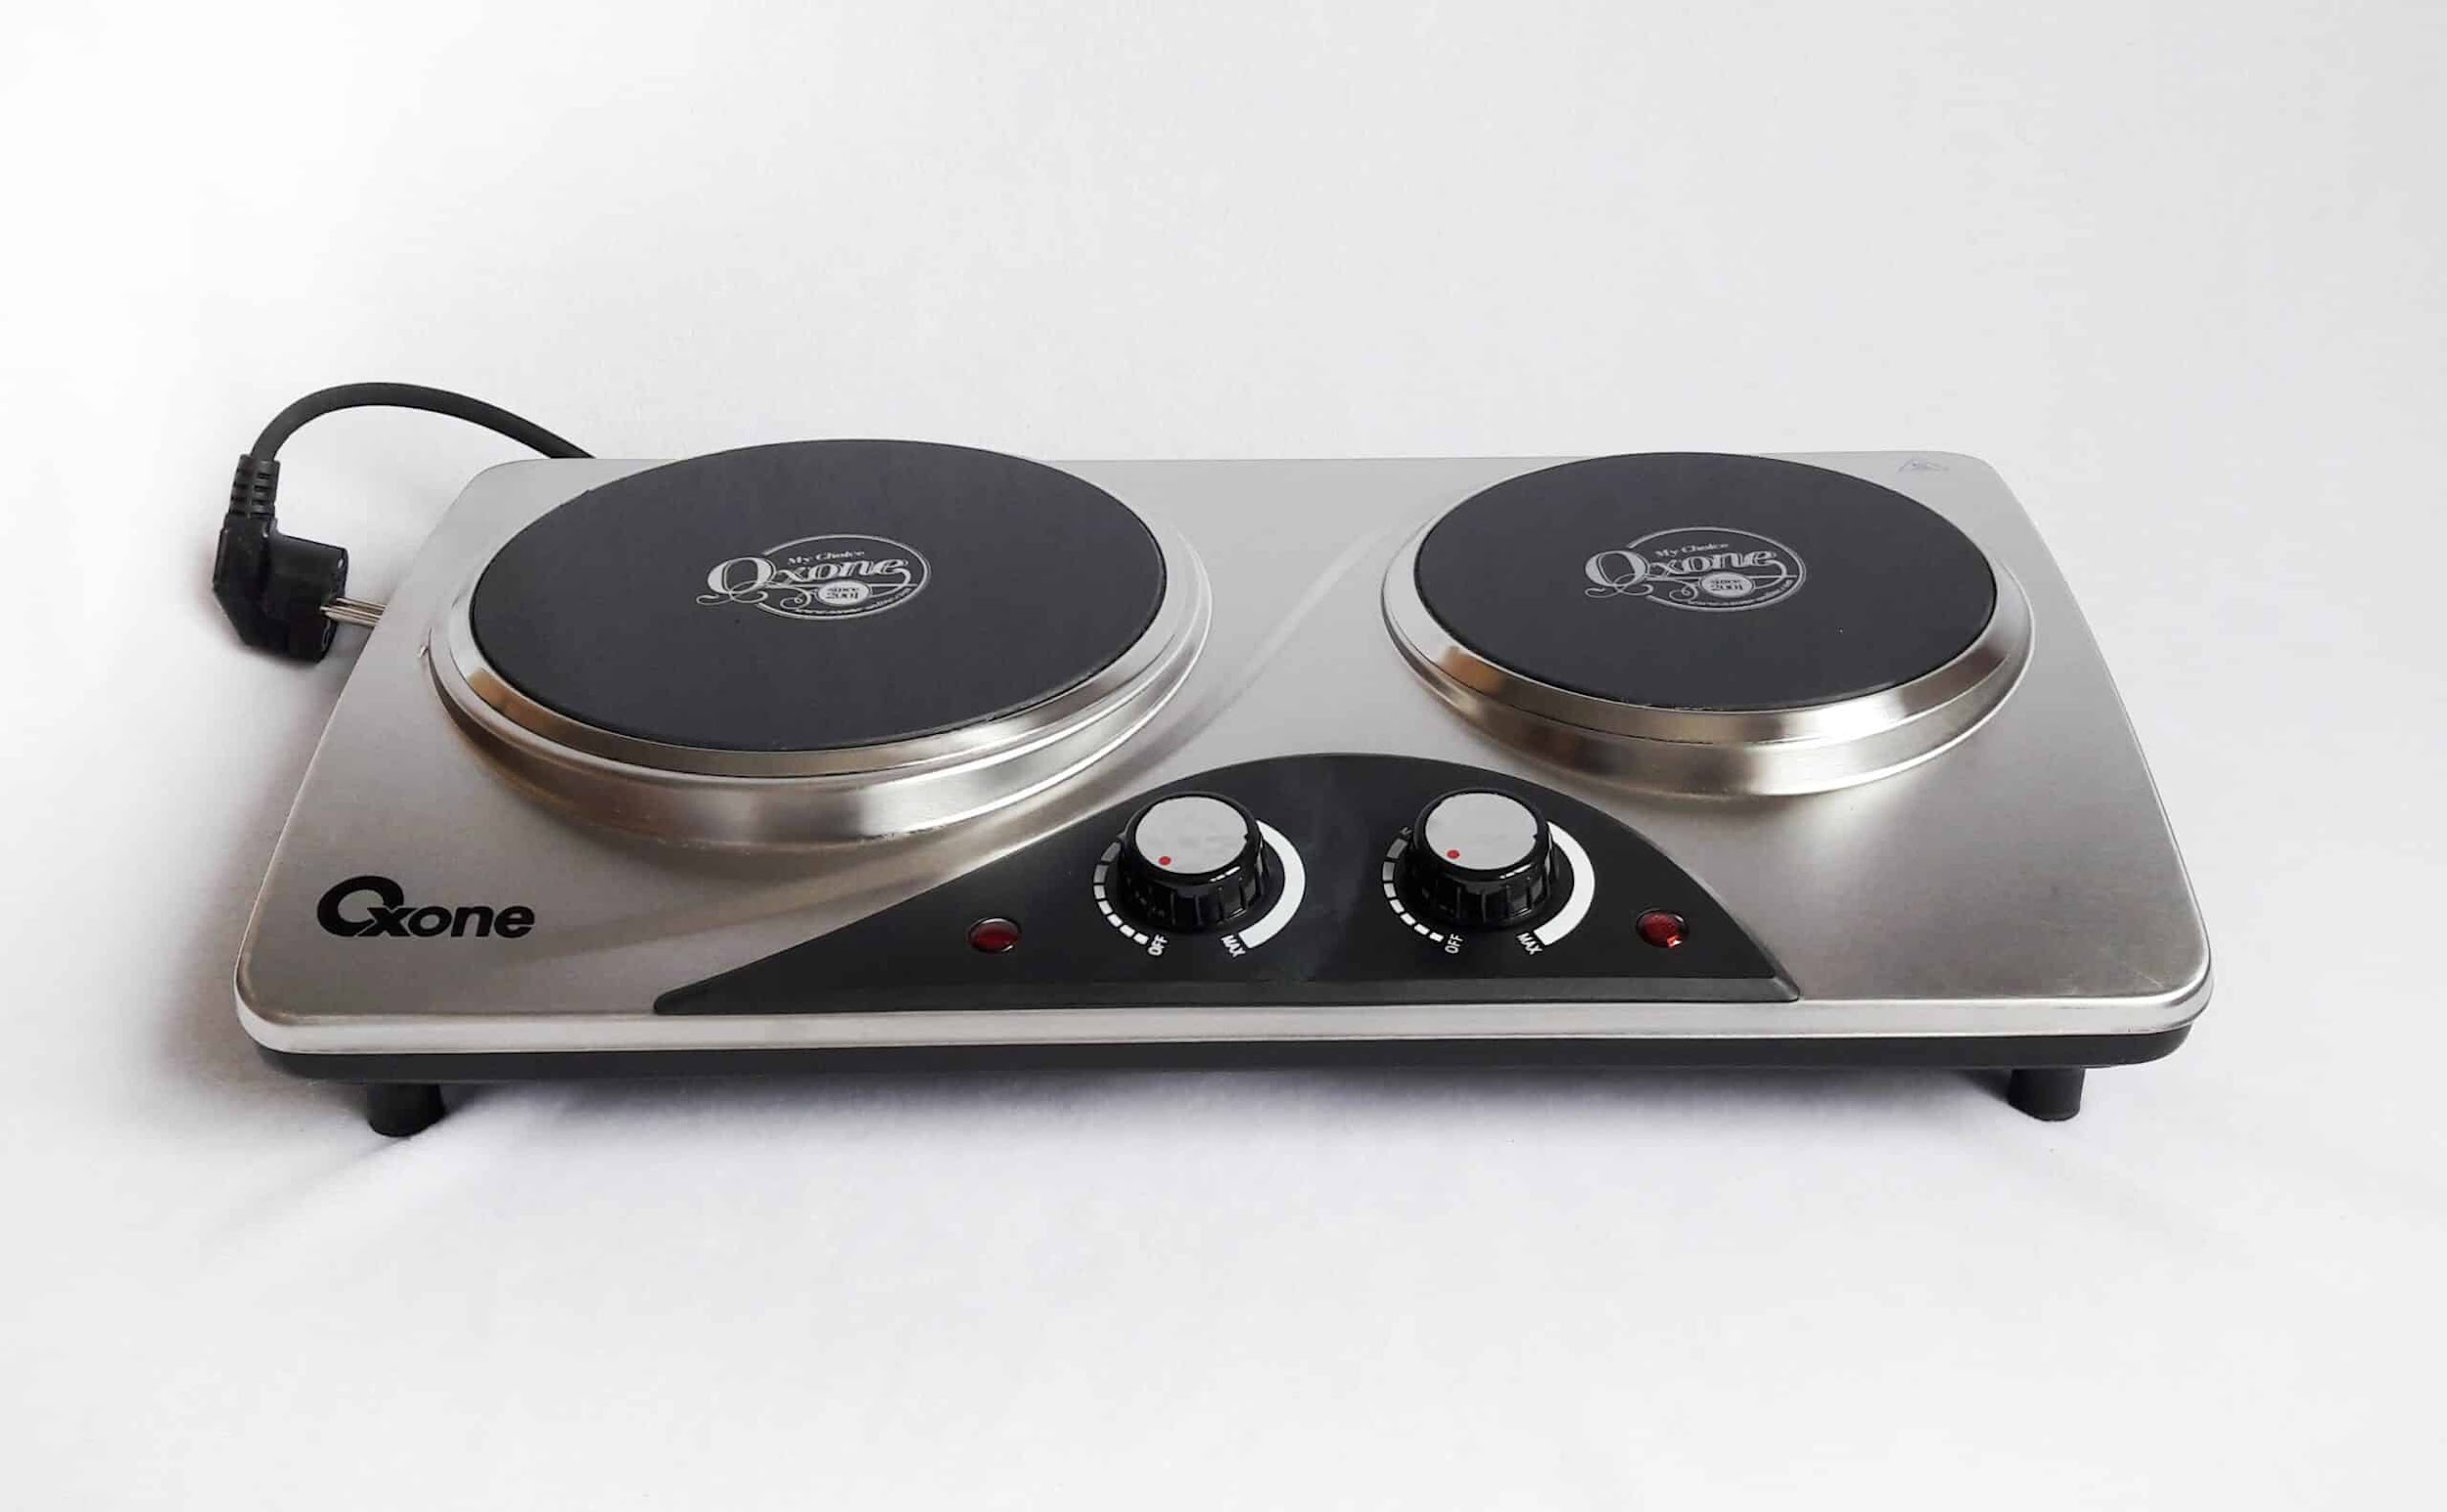 My Choice
Oxone
since
2001
My Choice
Oxone
since
2001
Oxone
OFF
MAX
OFF
MAX